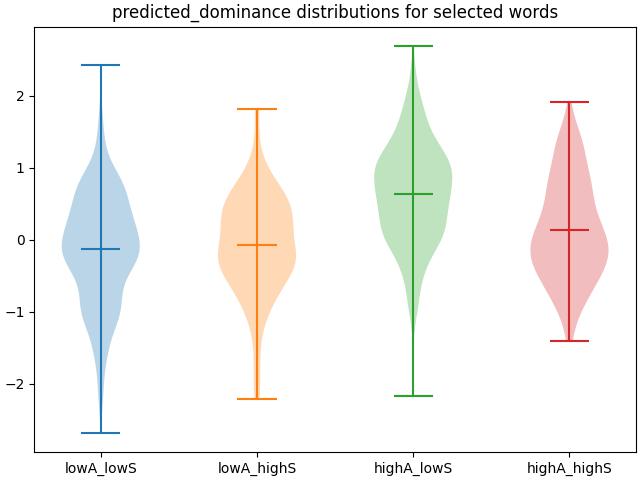 predicted_dominance distributions for selected words
2
1
0
−1
−2
lowA_lowS
lowA_highS
highA_lowS
highA_highS